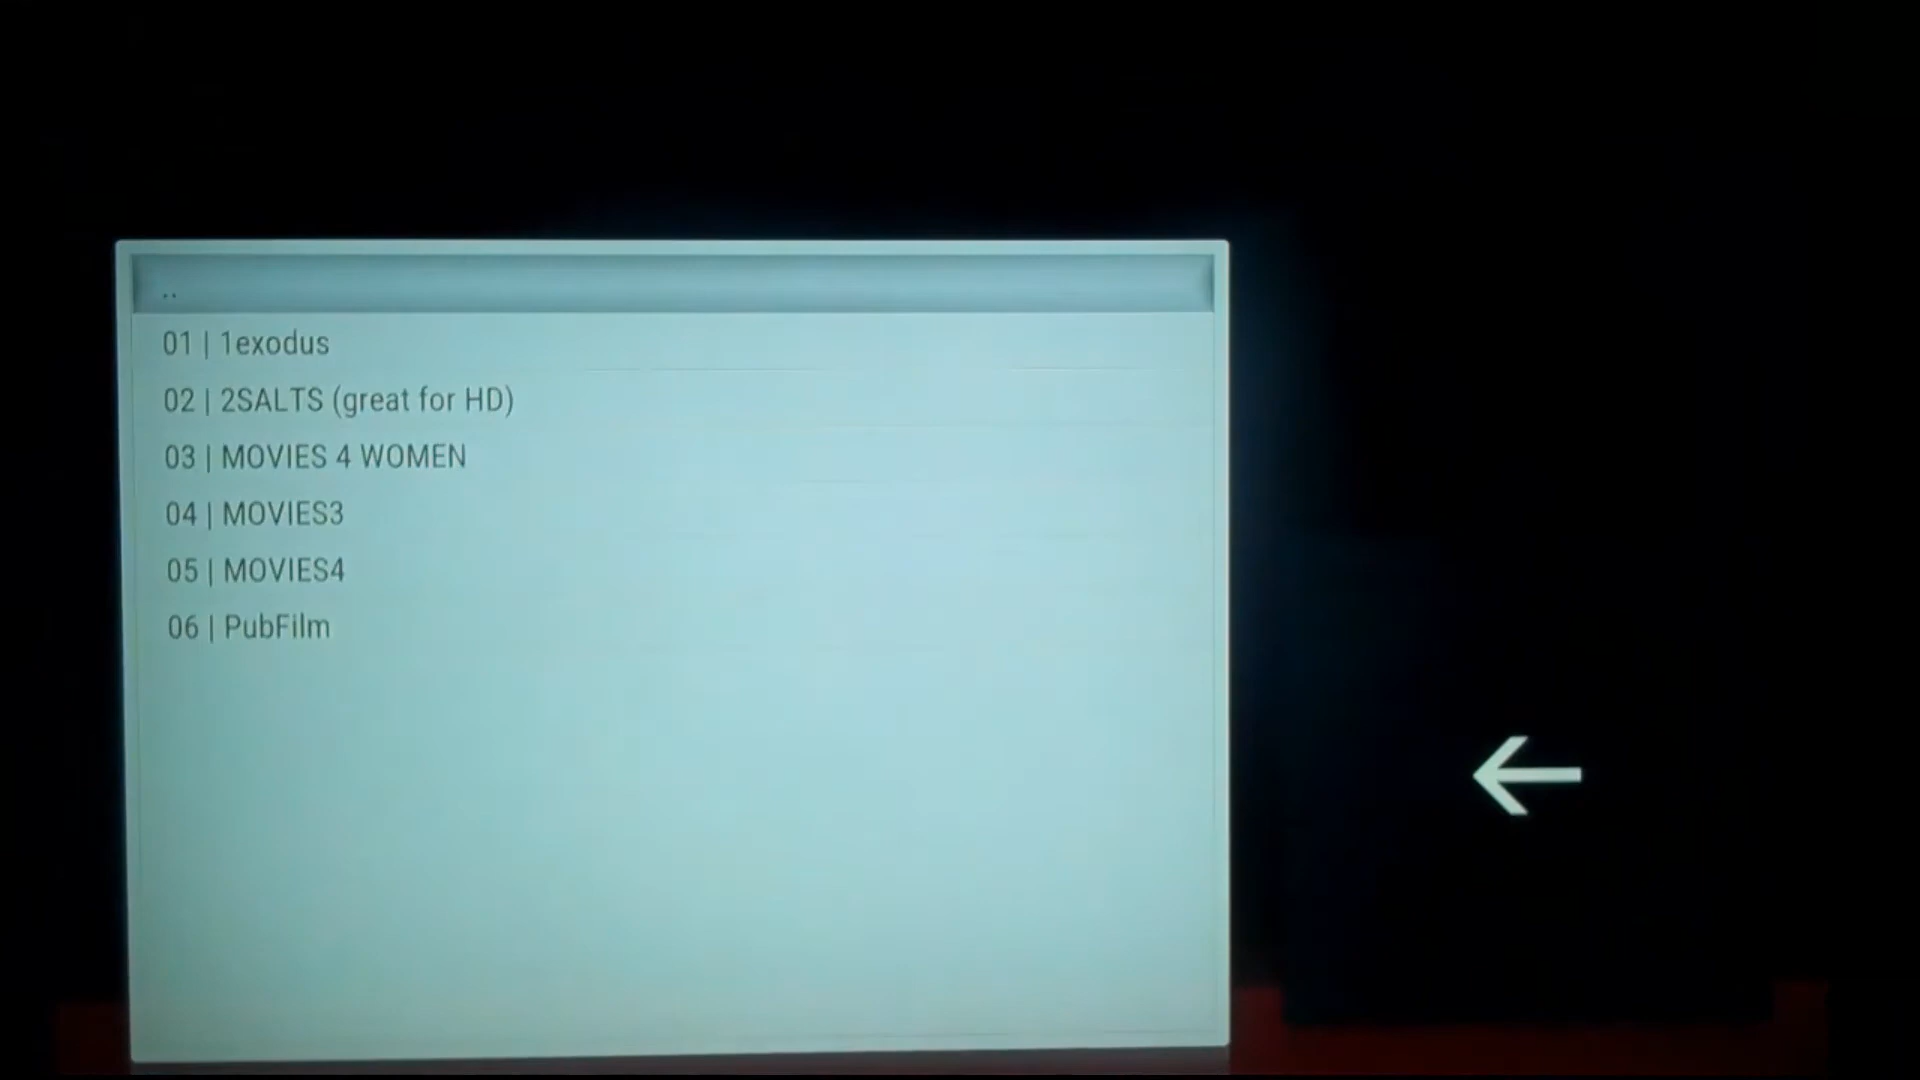 ..
01 | 1exodus
02 | 2SALTS (great for HD)
03 | MOVIES 4 WOMEN
04 | MOVIES3
05 | MOVIES4
06 | PubFilm